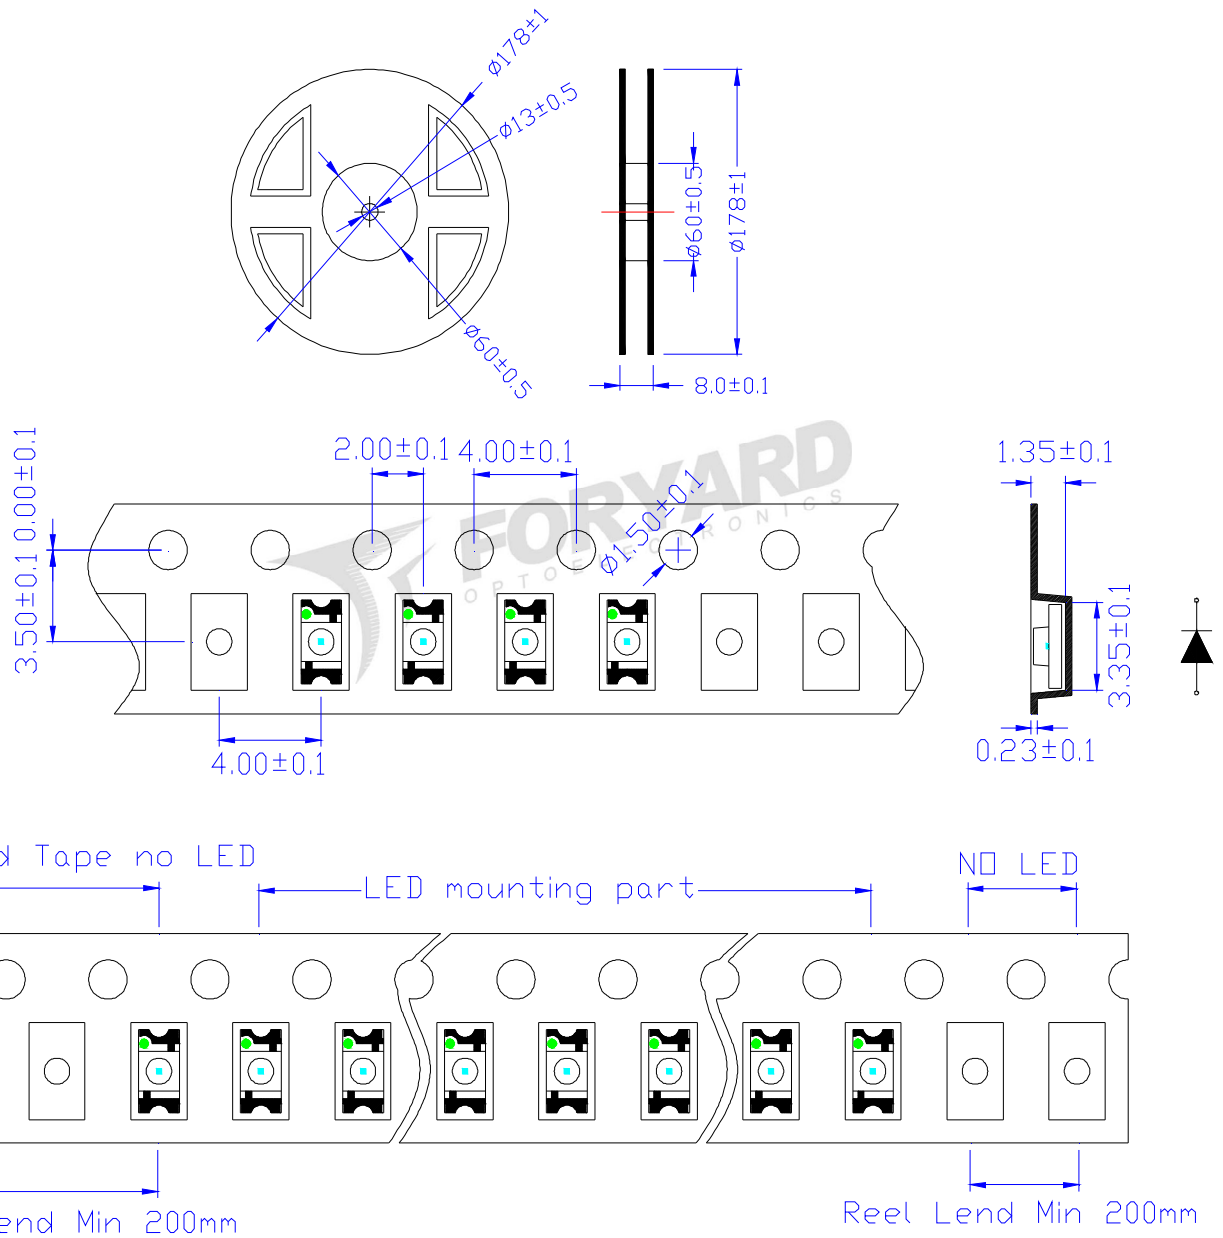 ø178±1
ø13±0.5
ø60±0.5
ø60±0.5
ø178±1
8.0±0.1
2.00±0.1
4.00±0.1
ø1.50±0.1
0.00±0.1
3.50±0.1
4.00±0.1
1.35±0.1
3.35±0.1
0.23±0.1
FORYARD
OPTOELECTRONICS
d Tape no LED
LED mounting part
NO LED
end Min 200mm
Reel Lend Min 200mm